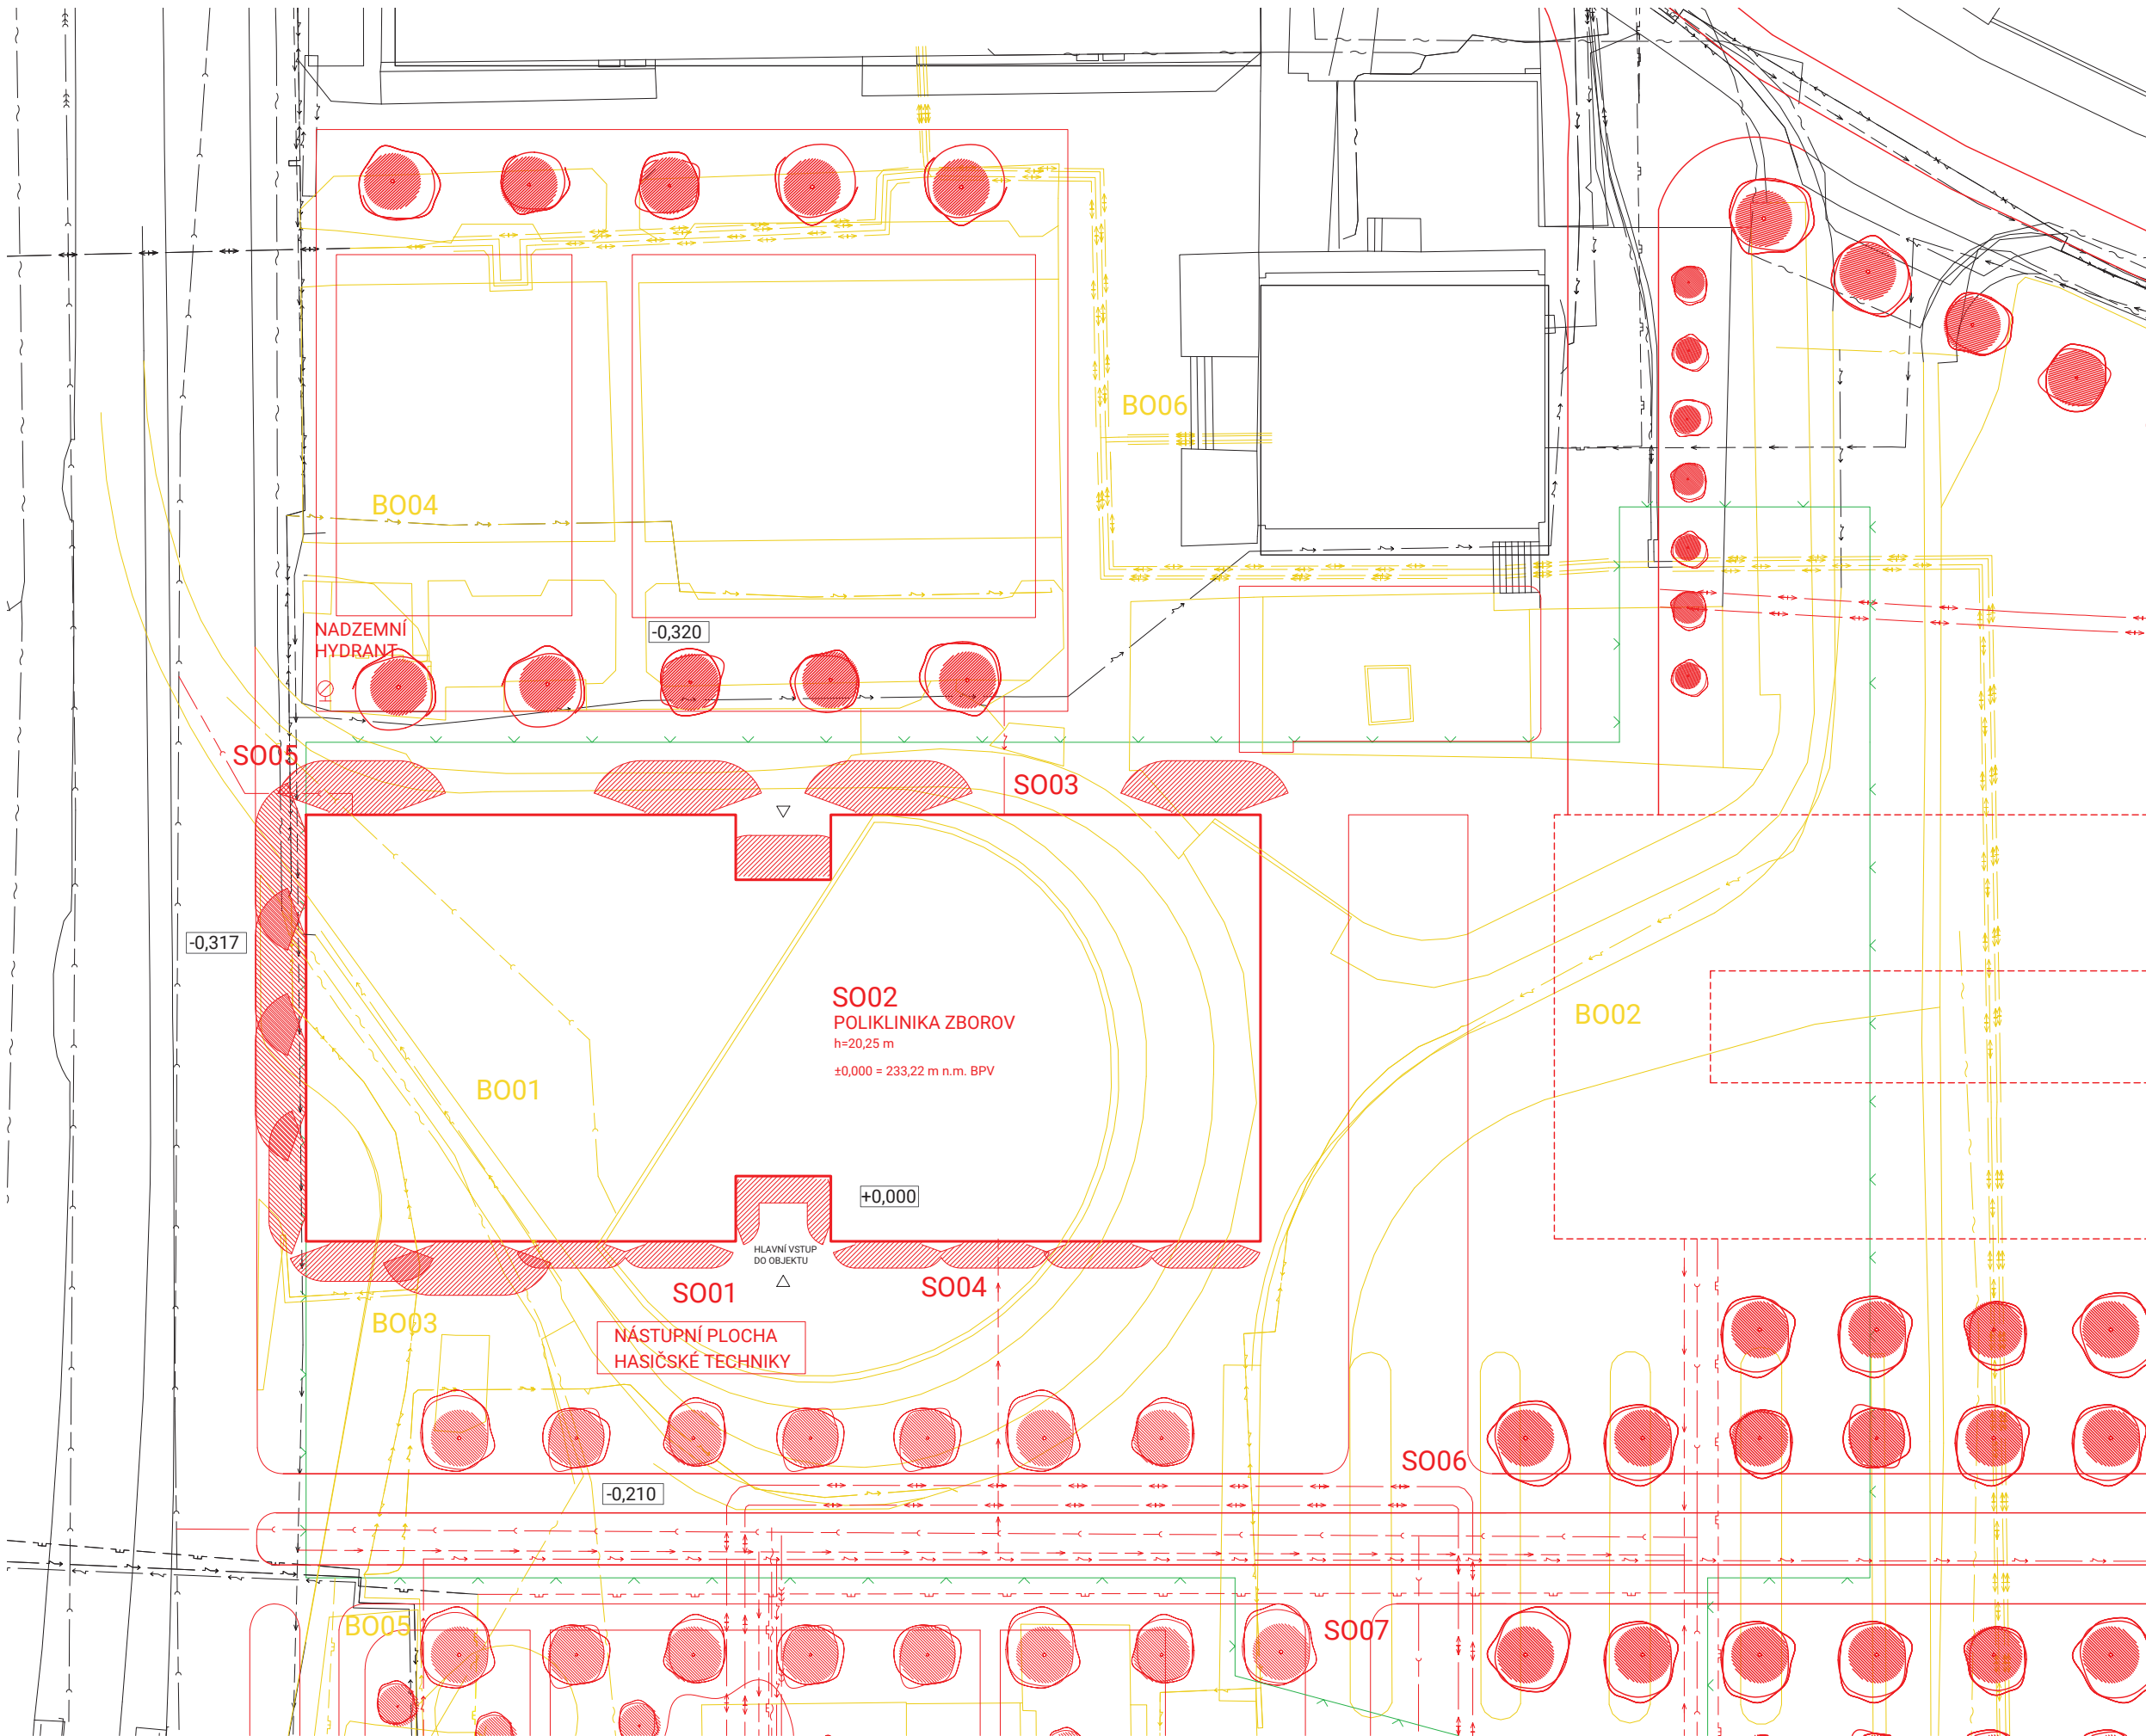 BO06
BO04
NADZEMNÍ
HYDRANT
-0,320
SO05
SO03
-0,317
SO02
POLIKLINIKA ZBOROV
h=20,25 m
±0,000 = 233,22 m n.m. BPV
BO02
BO01
+0,000
HLAVNÍ VSTUP
DO OBJEKTU
SO01
SO04
BO03
NÁSTUPNÍ PLOCHA
HASIČSKÉ TECHNIKY
SO06
-0,210
BO05
SO07